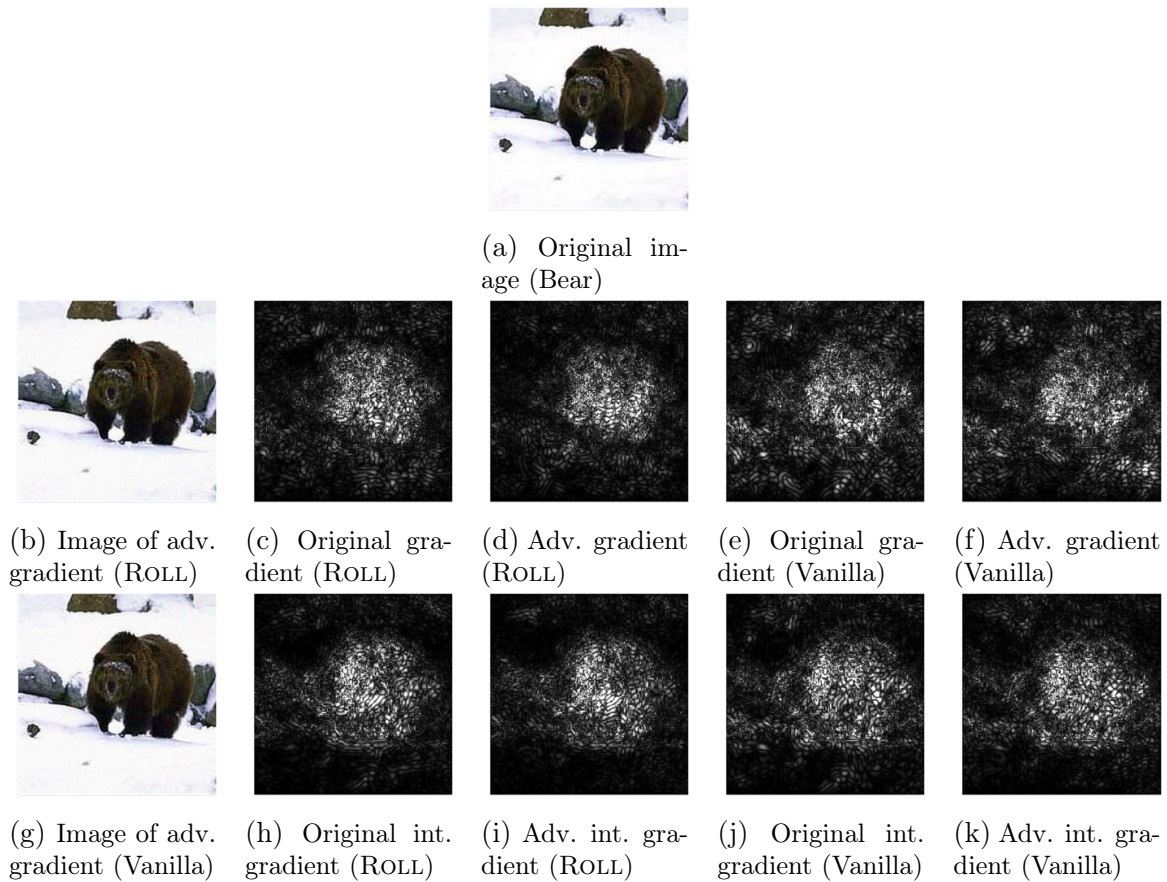 (a) Original im-
age (Bear)
(b) Image of adv.
gradient (ROLL)
(c) Original gra-
dient (ROLL)
(d) Adv. gradient
(ROLL)
(e) Original gra-
dient (Vanilla)
(f) Adv. gradient
(Vanilla)
(g) Image of adv.
gradient (Vanilla)
(h) Original int.
gradient (ROLL)
(i) Adv. int. gra-
dient (ROLL)
(j) Original int.
gradient (Vanilla)
(k) Adv. int. gra-
dient (Vanilla)